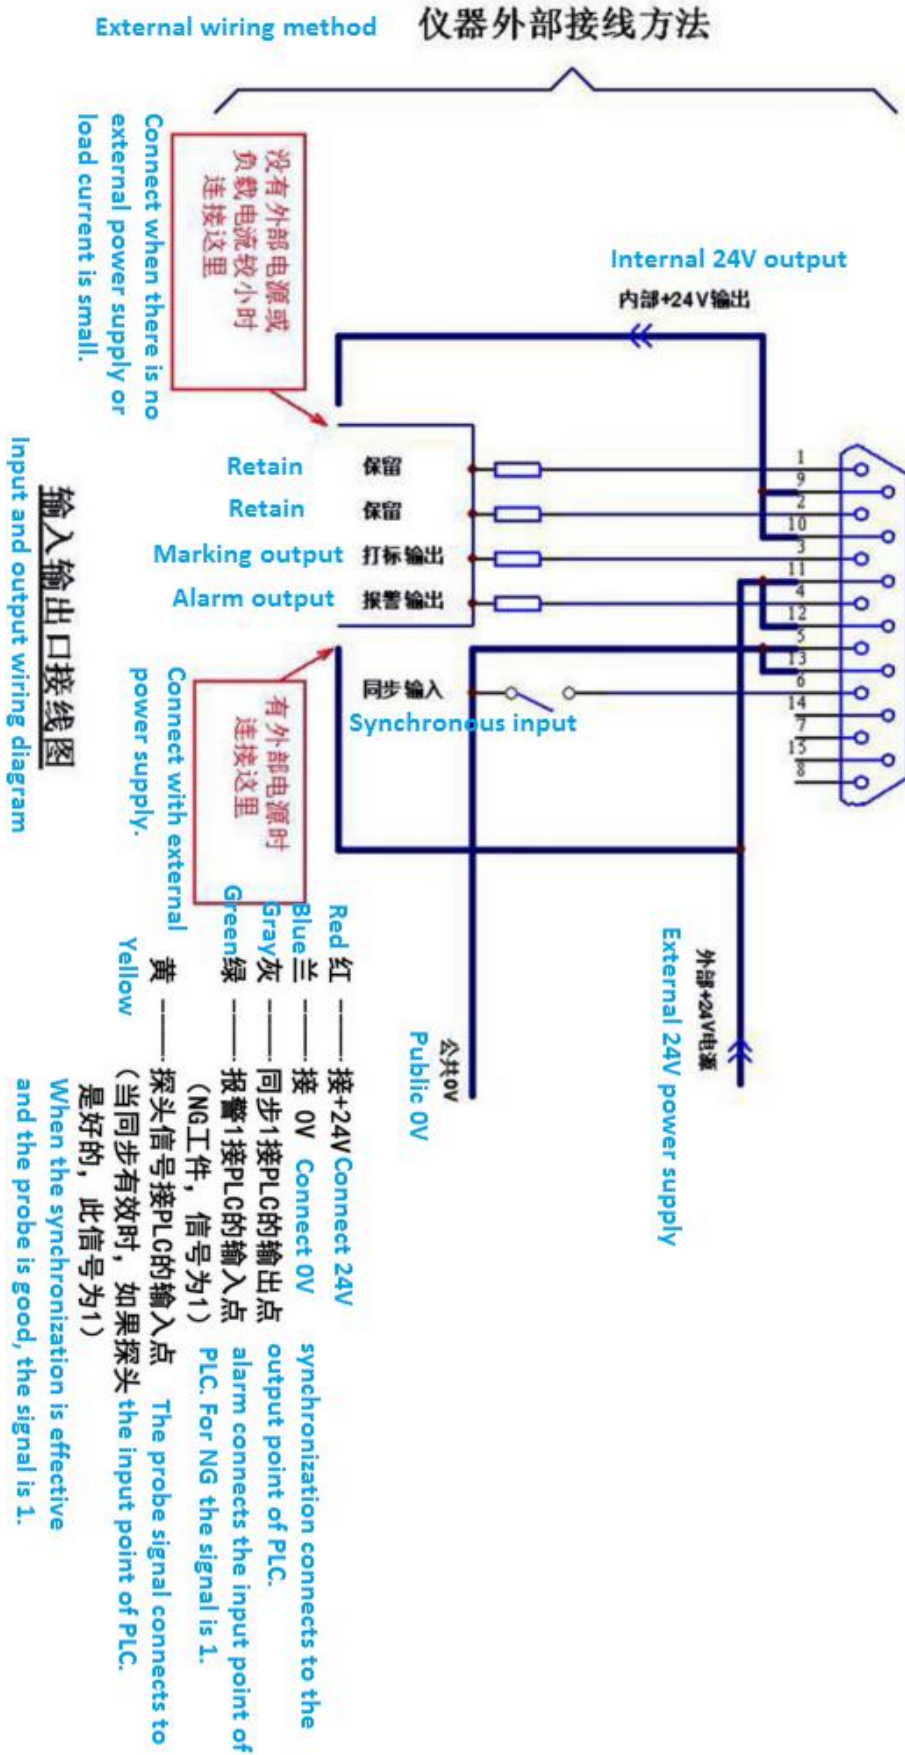 External wiring method 仪器外部接线方法
Connect when there is no
external power supply or
load current is small.
没有外部电源或
负载电流较小时
连接这里
Internal 24V output
内部+24V输出
Retain 保留
Retain 保留
Marking output 打标输出
Alarm output 报警输出
同步输入
Synchronous input
1
9
2
10
3
11
4
12
5
13
6
14
7
15
8
输入输出口接线图
Input and output wiring diagram
Connect with external
power supply.
有外部电源时
连接这里
外部+24V电源
External 24V power supply
公共0V
Public 0V
Red 红 ——接+24V Connect 24V
Blue 兰 ——接 0V Connect 0V
Gray 灰 ——同步1接PLC的输出点
synchronization connects to the
output point of PLC.
Green 绿 ——报警1接PLC的输入点
(NG工件，信号为1)
alarm connects the input point of
PLC. For NG the signal is 1.
Yellow 黄 ——探头信号接PLC的输入点
(当同步有效时，如果探头
是好的，此信号为1)
The probe signal connects to
the input point of PLC.
When the synchronization is effective
and the probe is good, the signal is 1.